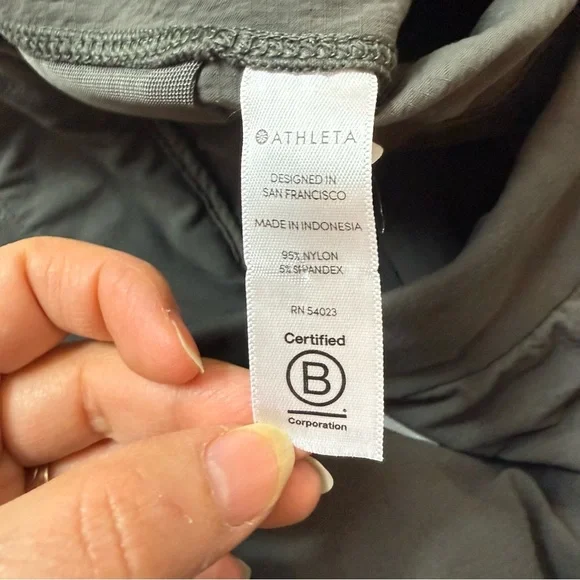 ATHLETA
DESIGNED IN
SAN FRANCISCO
MADE IN INDONESIA
95% NYLON
5% SPANDEX
RN 54023
Certified
B
Corporation